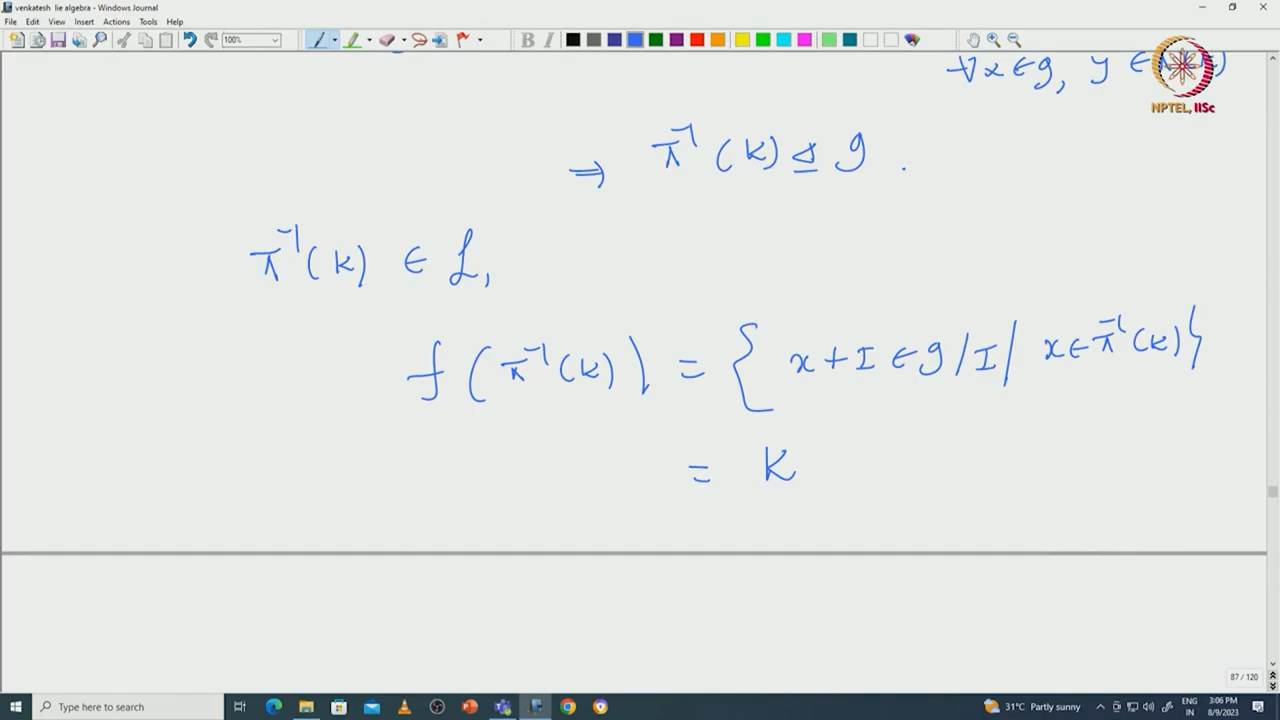 venkatesh lie algebra - Windows Journal
File Edit View Insert Actions Tools Help
100%
B I
∀x ∈ g, y ∈
NPTEL, IISc
⇒ π⁻¹(K) ⊴ g .
π⁻¹(K) ∈ ℒ,
f(π⁻¹(K)) = { x + I ∈ g/I | x ∈ π⁻¹(K) }
= K
87 / 120
Type here to search
31°C Partly sunny
ENG
IN
3:06 PM
8/9/2023